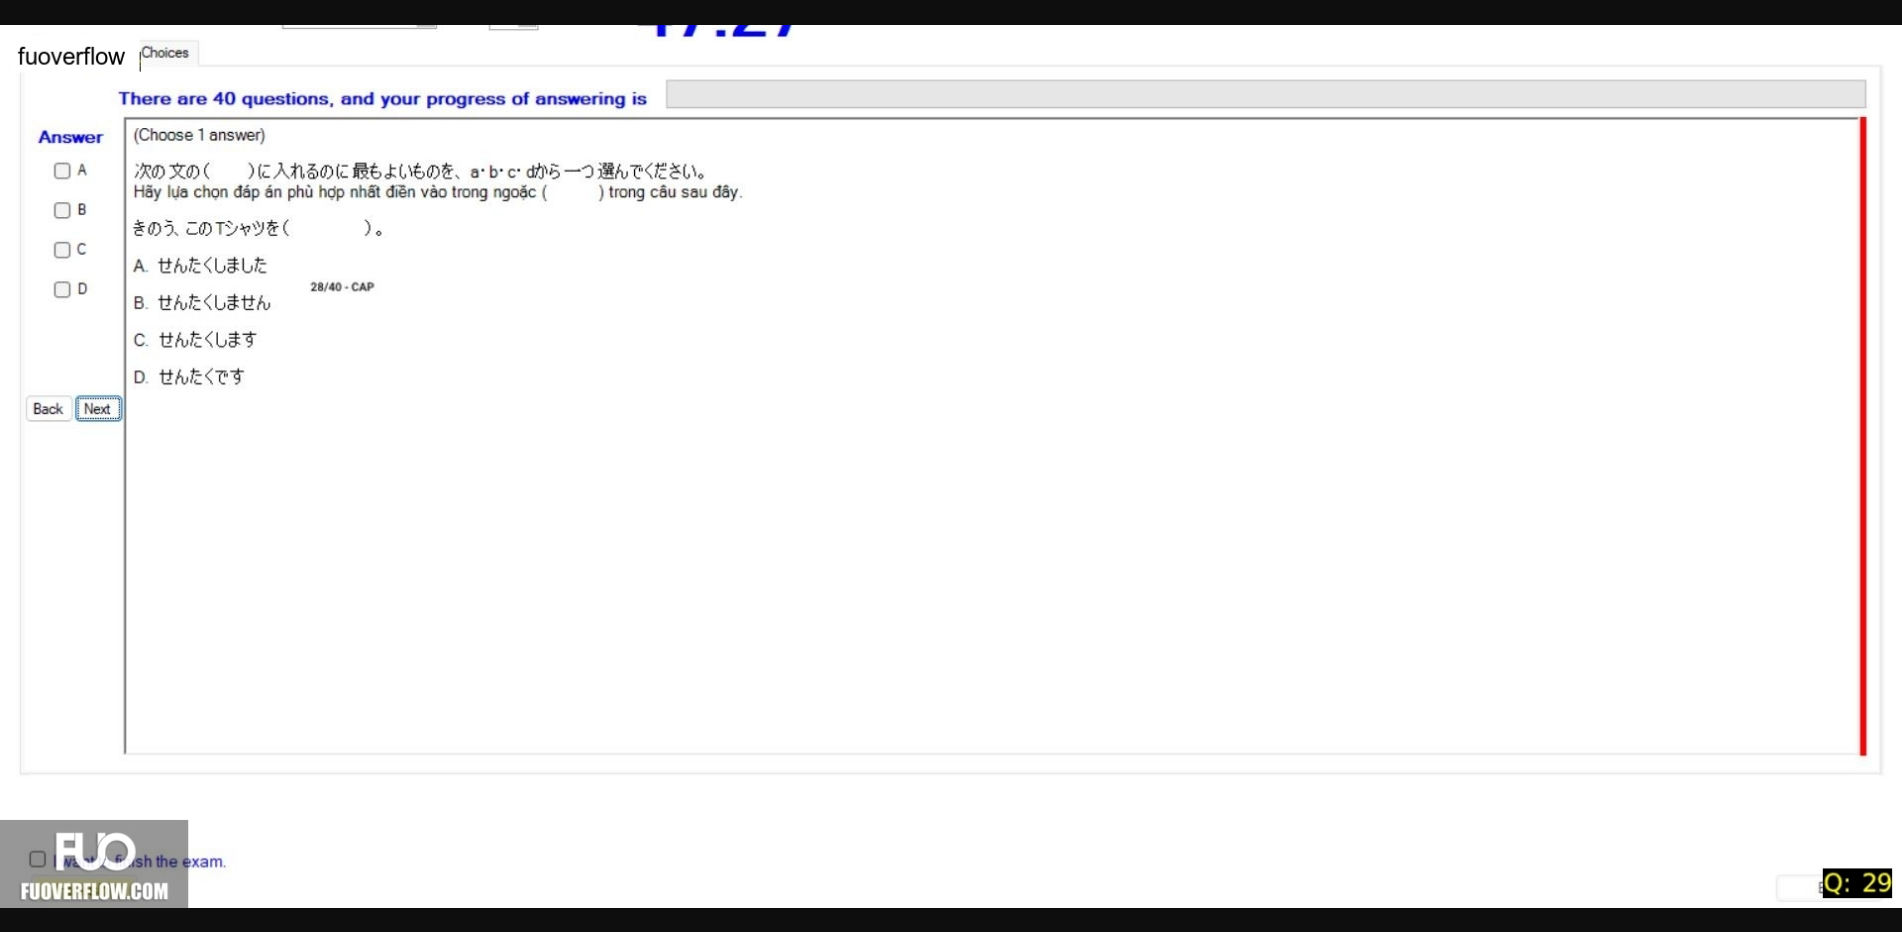 fuoverflow
Choices
There are 40 questions, and your progress of answering is
Answer
(Choose 1 answer)
A
B
C
D
次の文の(　　)に入れるのに最もよいものを、a・b・c・dから一つ選んでください。
Hãy lựa chọn đáp án phù hợp nhất điền vào trong ngoặc (　　) trong câu sau đây.
きのう、このTシャツを(　　　　)。
A. せんたくしました
28/40 - CAP
B. せんたくしません
C. せんたくします
D. せんたくです
Back Next
FUO
finish the exam.
FUOVERFLOW.COM
Q: 29